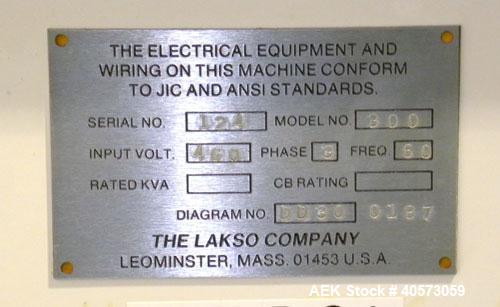 THE ELECTRICAL EQUIPMENT AND
WIRING ON THIS MACHINE CONFORM
TO JIC AND ANSI STANDARDS.
SERIAL NO. 124 MODEL NO. 300
INPUT VOLT. 460 PHASE 3 FREQ. 60
RATED KVA CB RATING
DIAGRAM NO.
THE LAKSO COMPANY
LEOMINSTER, MASS. 01453 U.S.A.
AEK Stock # 40573059